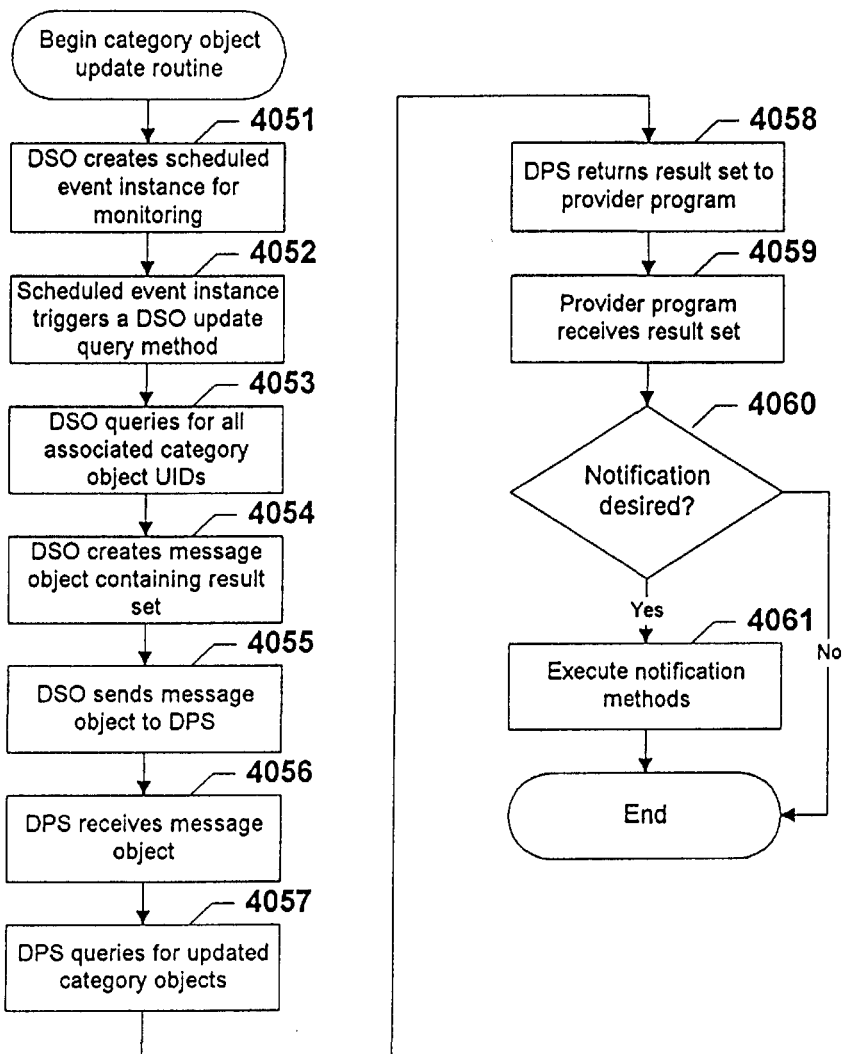 Begin category object
update routine
4051
DSO creates scheduled
event instance for
monitoring
4052
Scheduled event instance
triggers a DSO update
query method
4053
DSO queries for all
associated category
object UIDs
4054
DSO creates message
object containing result
set
4055
DSO sends message
object to DPS
4056
DPS receives message
object
4057
DPS queries for updated
category objects
4058
DPS returns result set to
provider program
4059
Provider program
receives result set
4060
Notification
desired?
Yes
No
4061
Execute notification
methods
End